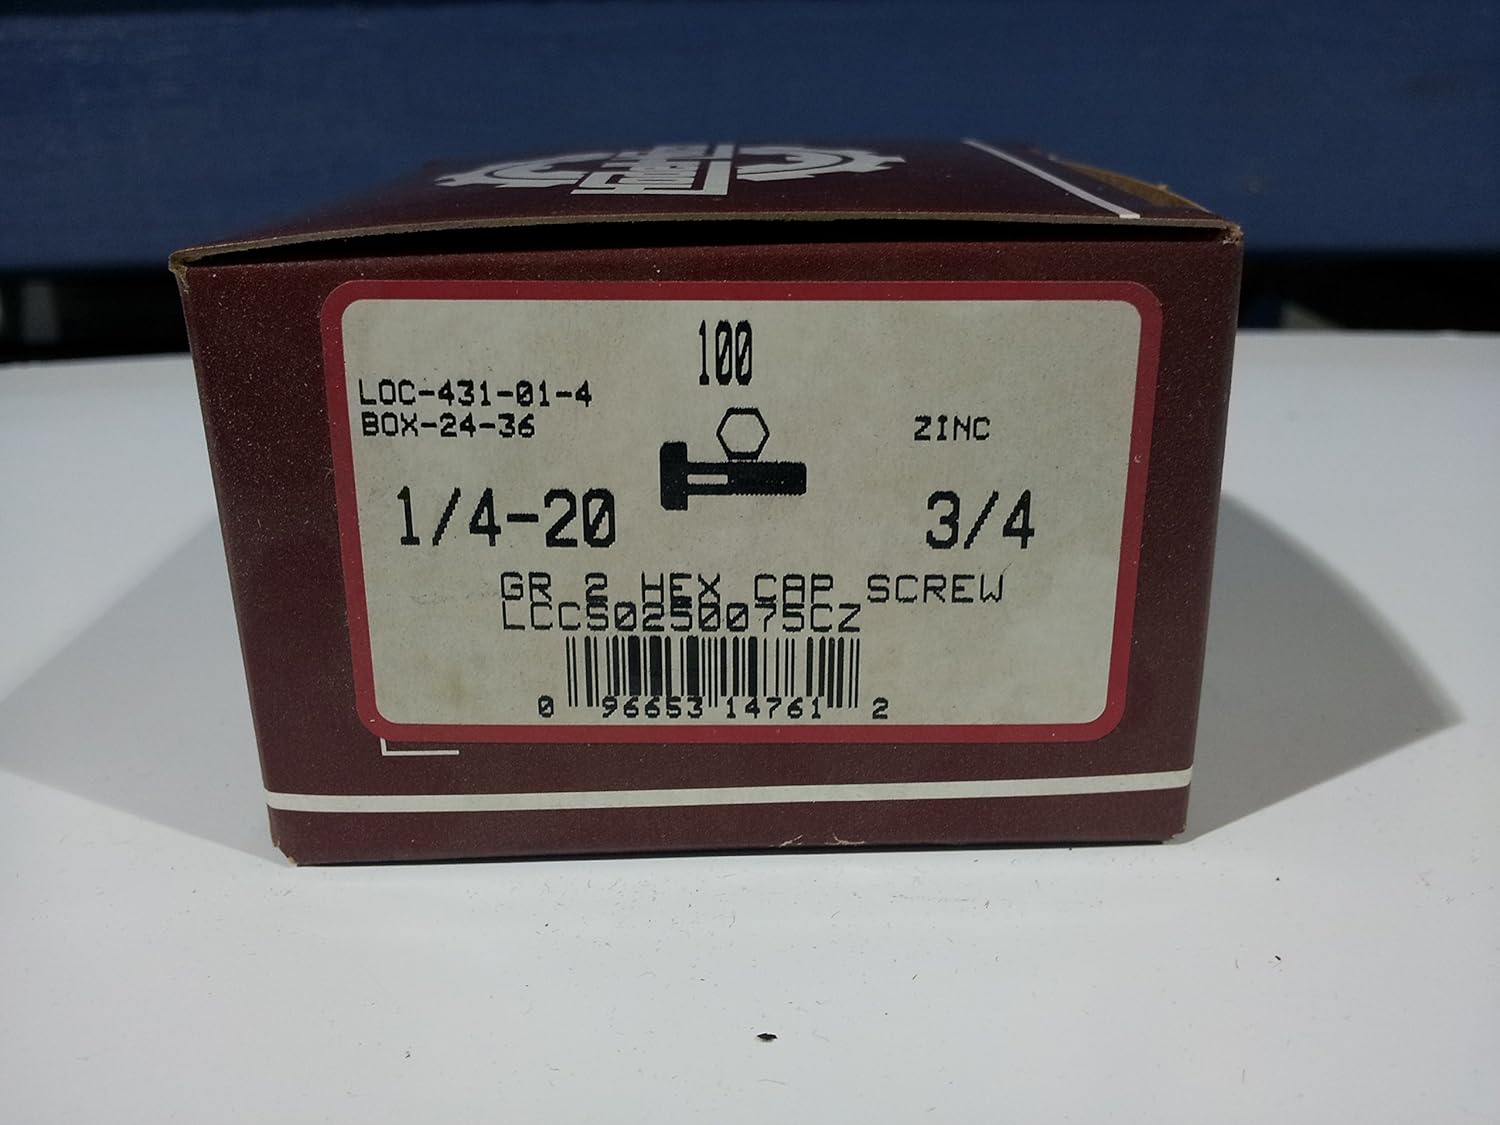 100
LOC-431-01-4
BOX-24-36
ZINC
1/4-20
3/4
GR 2 HEX CAP SCREW
LCCS0250075CZ
0 96653 14761 2